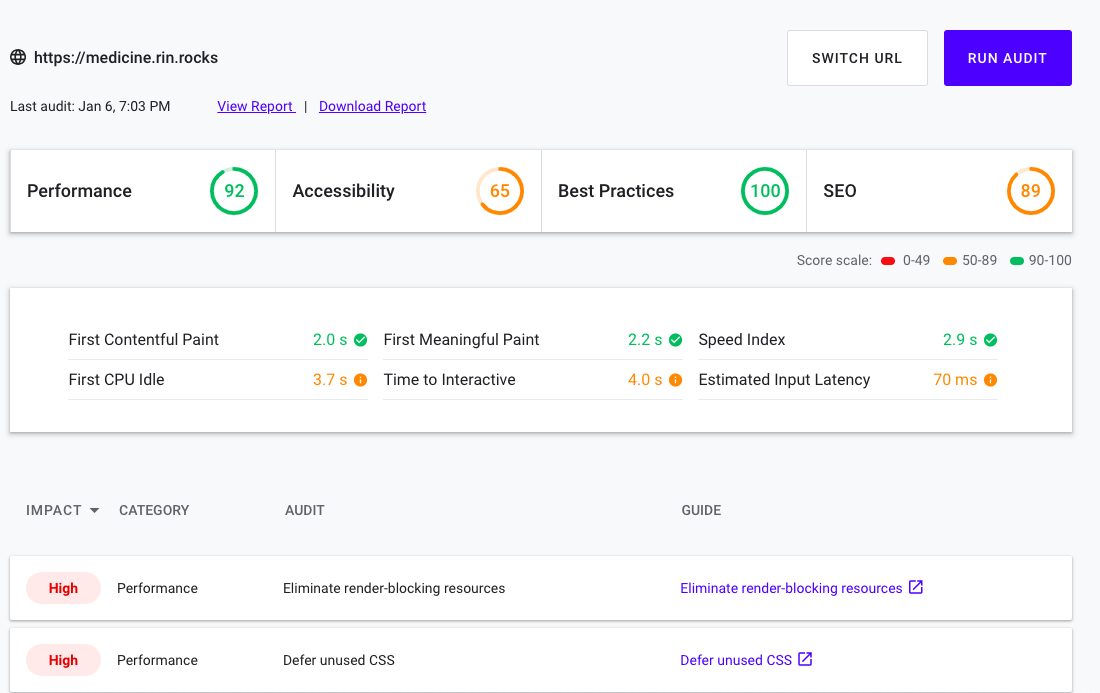 https://medicine.rin.rocks
SWITCH URL
RUN AUDIT
Last audit: Jan 6, 7:03 PM
View Report | Download Report
Performance 92
Accessibility 65
Best Practices 100
SEO 89
Score scale: 0-49 50-89 90-100
First Contentful Paint 2.0 s
First Meaningful Paint 2.2 s
Speed Index 2.9 s
First CPU Idle 3.7 s
Time to Interactive 4.0 s
Estimated Input Latency 70 ms
IMPACT CATEGORY AUDIT GUIDE
High Performance Eliminate render-blocking resources Eliminate render-blocking resources
High Performance Defer unused CSS Defer unused CSS